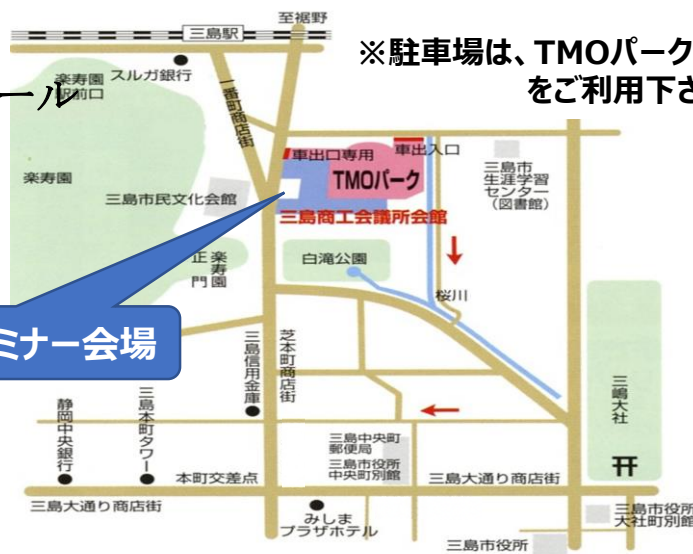 至裾野
三島駅
※駐車場は、TMOパーク
をご利用下さ
スルガ銀行
楽寿園
駅前口
ール
一番町商店街
車出口専用
車出入口
TMOパーク
三島市
生涯学習
センター
(図書館)
楽寿園
三島市民文化会館
三島商工会議所会館
楽寿園
正門
白滝公園
桜川
ミナー会場
三島信用金庫
芝本町商店街
三嶋大社
静岡中央銀行
三島本町タワー
三島中央町
郵便局
三島市役所
中央町別館
本町交差点
三島大通り商店街
三島大通り商店街
みしま
プラザホテル
三島市役所
大社町別館
三島市役所